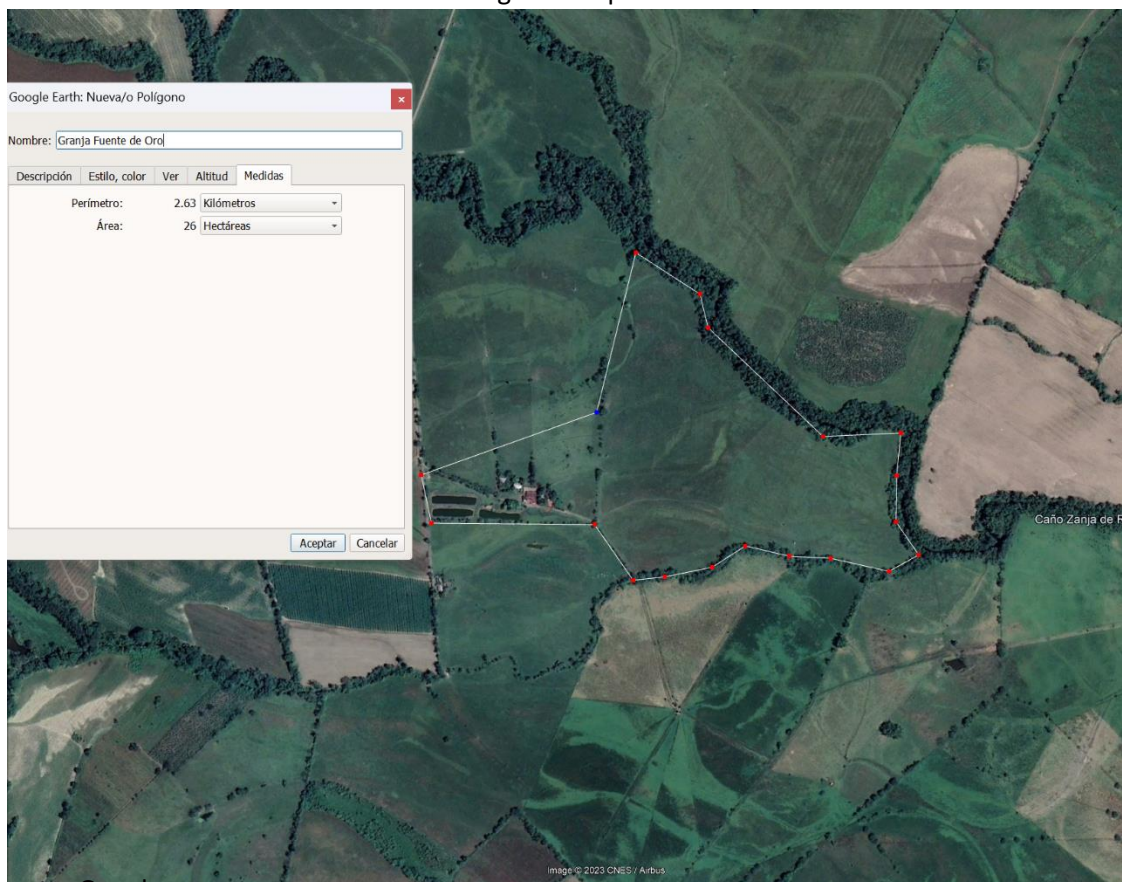 Google Earth: Nueva/o Polígono
Nombre: Granja Fuente de Oro
Descripción Estilo, color Ver Altitud Medidas
Perímetro: 2.63 Kilómetros
Área: 26 Hectáreas
Aceptar Cancelar
Caño Zanja de R
Image © 2023 CNES / Airbus